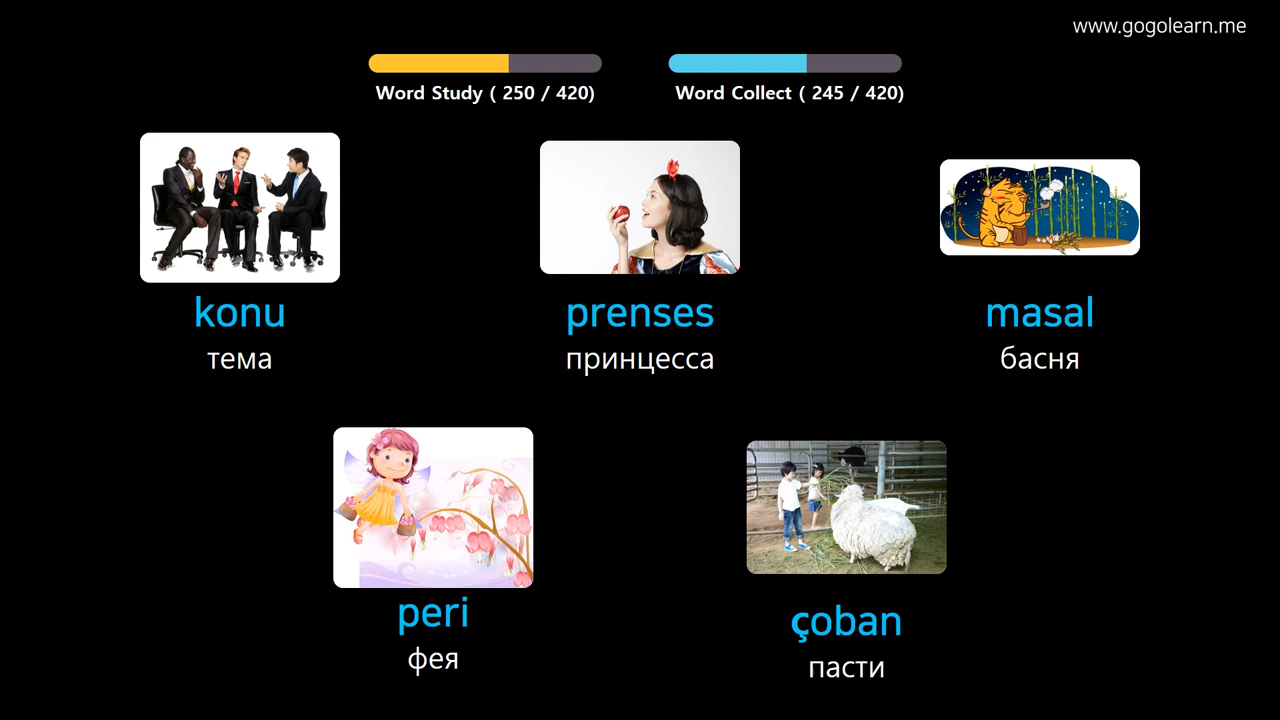 www.gogolearn.me
Word Study ( 250 / 420)
Word Collect ( 245 / 420)
konu
тема
prenses
принцесса
masal
басня
peri
фея
çoban
пасти